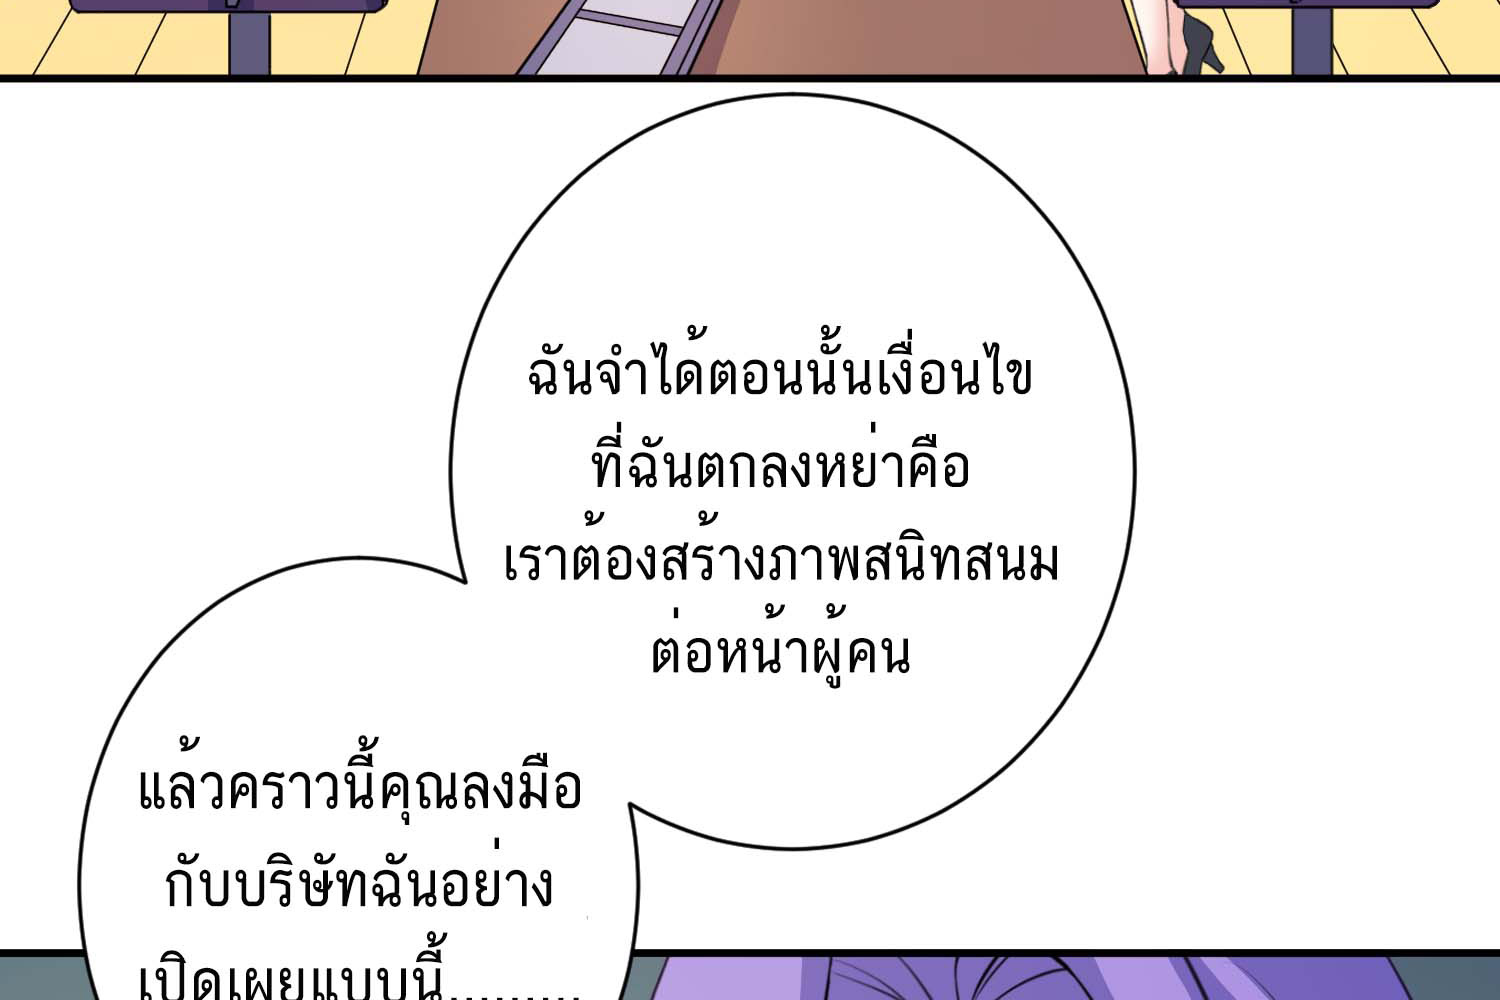 ฉันจำได้ตอนนั้นเงื่อนไข
ที่ฉันตกลงหย่าคือ
เราต้องสร้างภาพสนิทสนม
ต่อหน้าผู้คน
แล้วคราวนี้คุณลงมือ
กับบริษัทฉันอย่าง
เปิดเผยแบบนี้..........